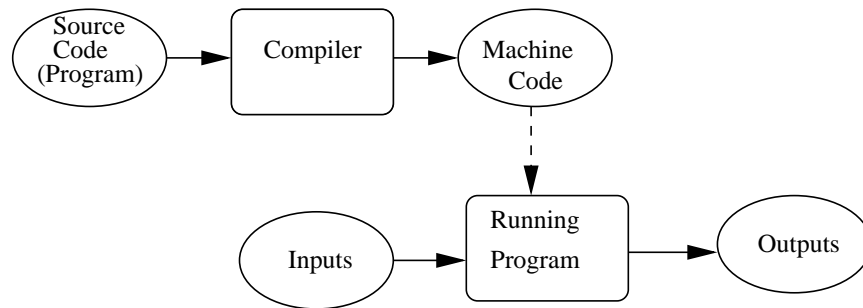 Source
Code
(Program)
Compiler
Machine
Code
Running
Program
Inputs
Outputs